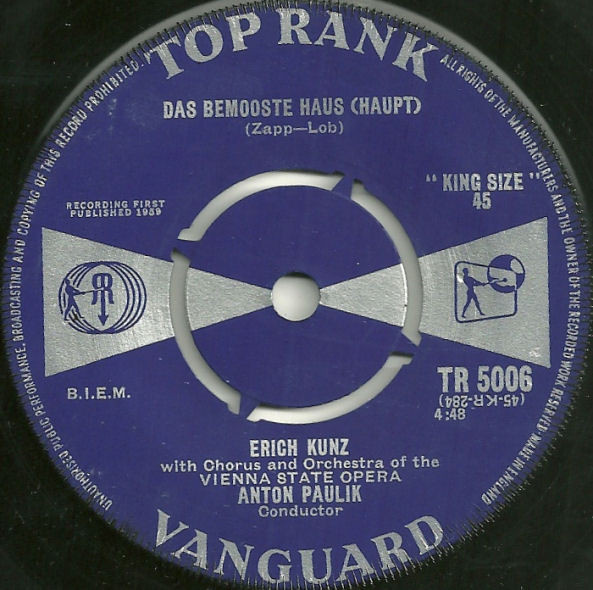 TOP RANK
DAS BEMOOSTE HAUS (HAUPT)
(Zapp—Lob)
" KING SIZE "
45
RECORDING FIRST
PUBLISHED 1959
B.I.E.M.
TR 5006
(45-KR-284)
4:48
ERICH KUNZ
with Chorus and Orchestra of the
VIENNA STATE OPERA
ANTON PAULIK
Conductor
VANGUARD
UNAUTHORISED PUBLIC PERFORMANCE, BROADCASTING AND COPYING OF THIS RECORD PROHIBITED
ALL RIGHTS OF THE MANUFACTURERS AND THE OWNER OF THE RECORDED WORK RESERVED · MADE IN ENGLAND